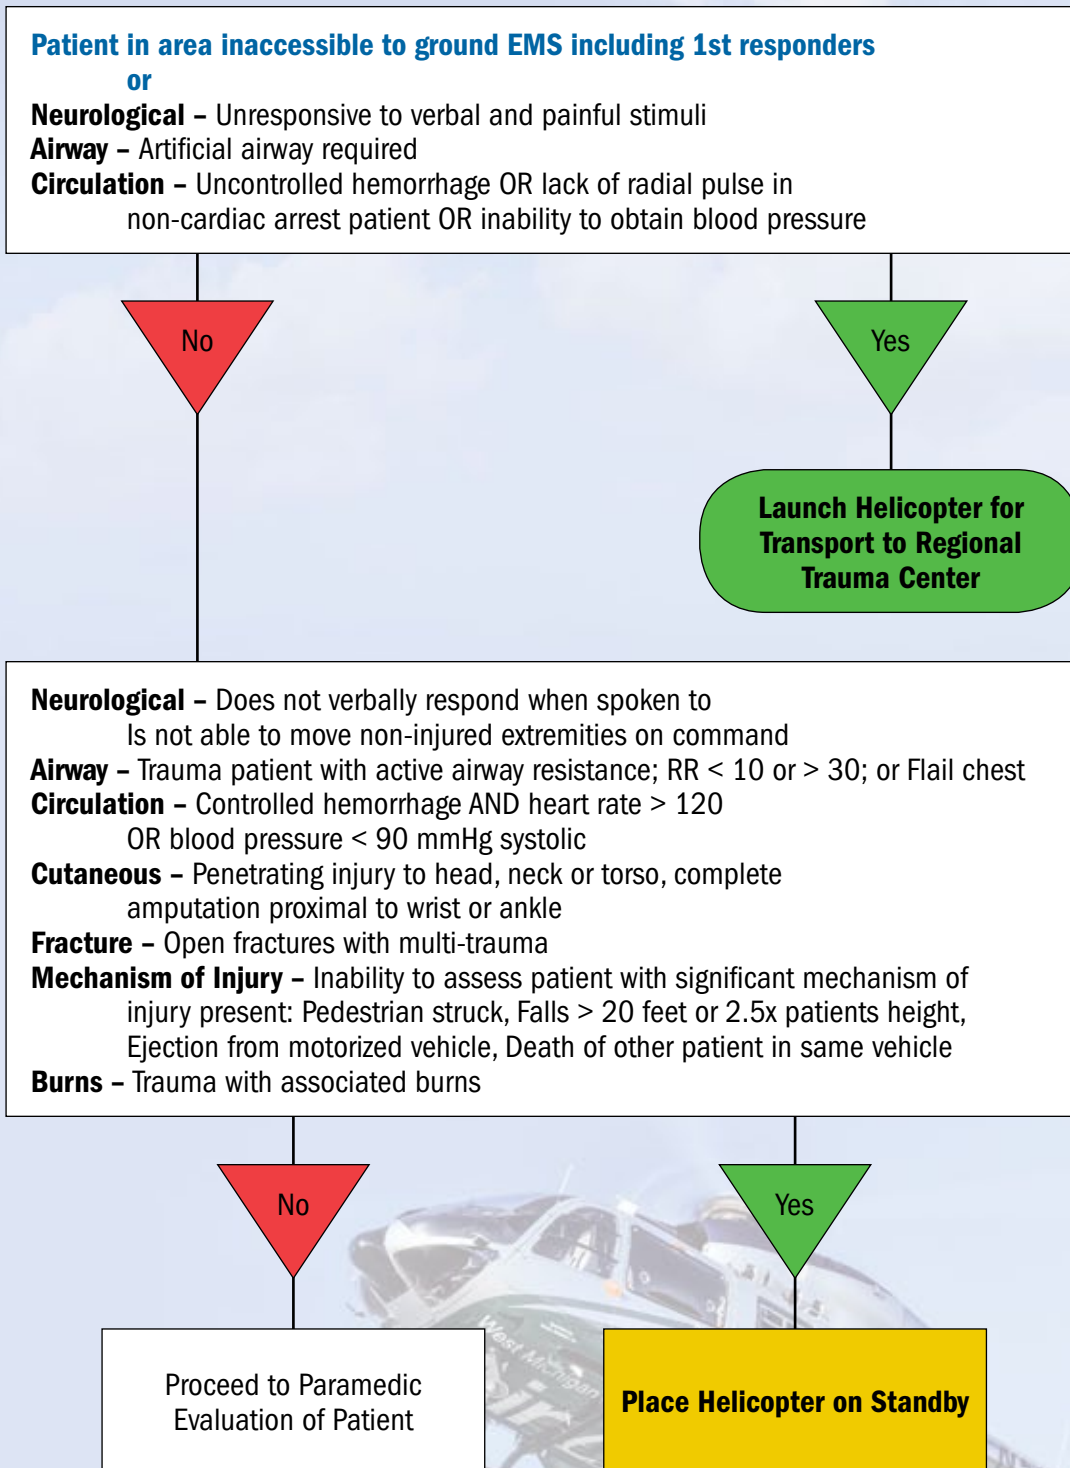 Patient in area inaccessible to ground EMS including 1st responders
or
Neurological – Unresponsive to verbal and painful stimuli
Airway – Artificial airway required
Circulation – Uncontrolled hemorrhage OR lack of radial pulse in
non-cardiac arrest patient OR inability to obtain blood pressure
No
Yes
Launch Helicopter for
Transport to Regional
Trauma Center
Neurological – Does not verbally respond when spoken to
Is not able to move non-injured extremities on command
Airway – Trauma patient with active airway resistance; RR < 10 or > 30; or Flail chest
Circulation – Controlled hemorrhage AND heart rate > 120
OR blood pressure < 90 mmHg systolic
Cutaneous – Penetrating injury to head, neck or torso, complete
amputation proximal to wrist or ankle
Fracture – Open fractures with multi-trauma
Mechanism of Injury – Inability to assess patient with significant mechanism of
injury present: Pedestrian struck, Falls > 20 feet or 2.5x patients height,
Ejection from motorized vehicle, Death of other patient in same vehicle
Burns – Trauma with associated burns
No
Yes
West Michigan
Air
Proceed to Paramedic
Evaluation of Patient
Place Helicopter on Standby